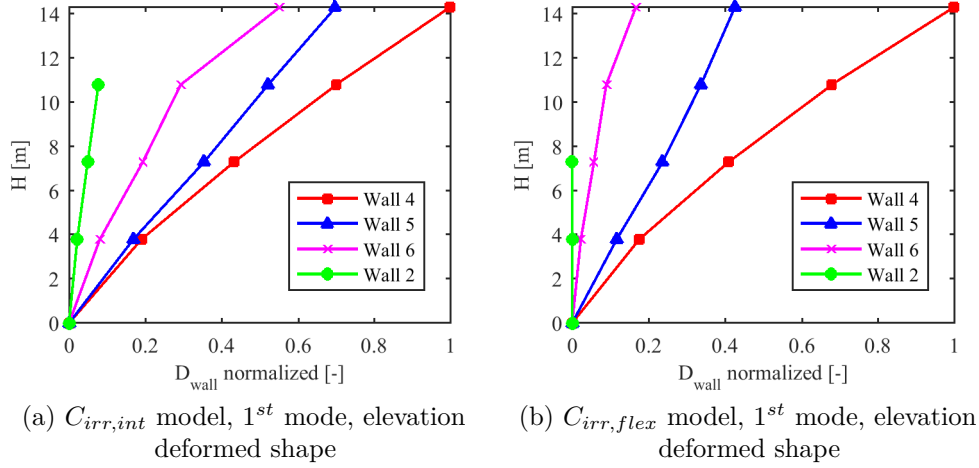 14
12
10
8
6
4
2
0
H [m]
Wall 4
Wall 5
Wall 6
Wall 2
0 0.2 0.4 0.6 0.8 1
D_wall normalized [-]
(a) C_irr,int model, 1^st mode, elevation
deformed shape
14
12
10
8
6
4
2
0
H [m]
Wall 4
Wall 5
Wall 6
Wall 2
0 0.2 0.4 0.6 0.8 1
D_wall normalized [-]
(b) C_irr,flex model, 1^st mode, elevation
deformed shape